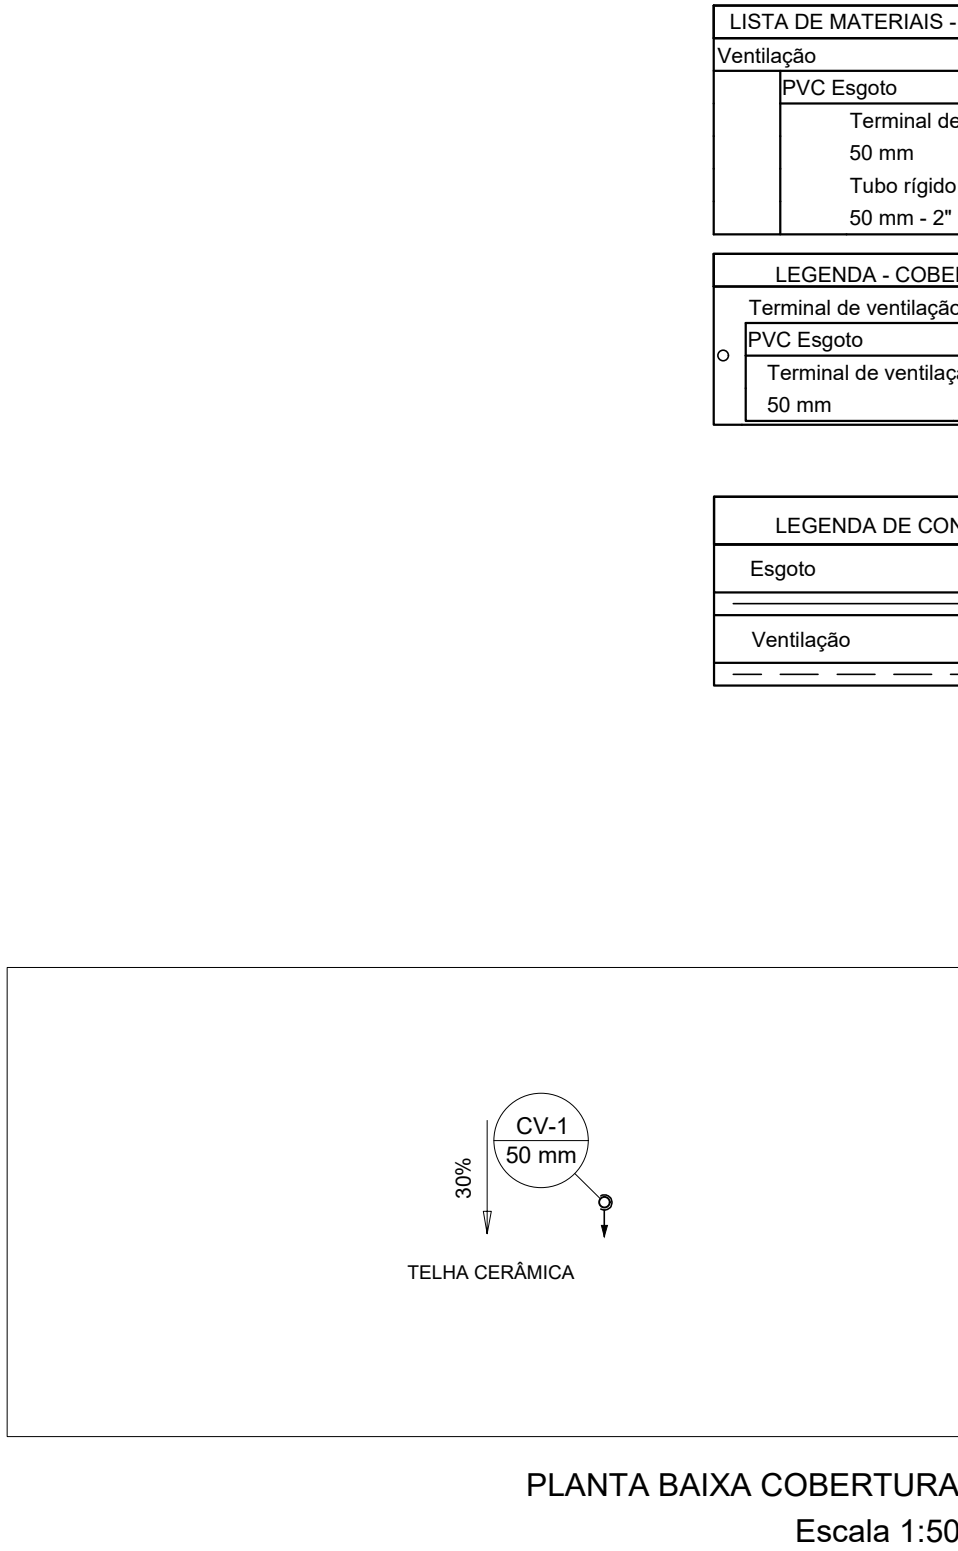 LISTA DE MATERIAIS -
Ventilação
PVC Esgoto
Terminal de
50 mm
Tubo rígido
50 mm - 2"
LEGENDA - COBE
Terminal de ventilação
PVC Esgoto
Terminal de ventilaç
50 mm
LEGENDA DE CON
Esgoto
Ventilação
CV-1
50 mm
30%
TELHA CERÂMICA
PLANTA BAIXA COBERTURA
Escala 1:50